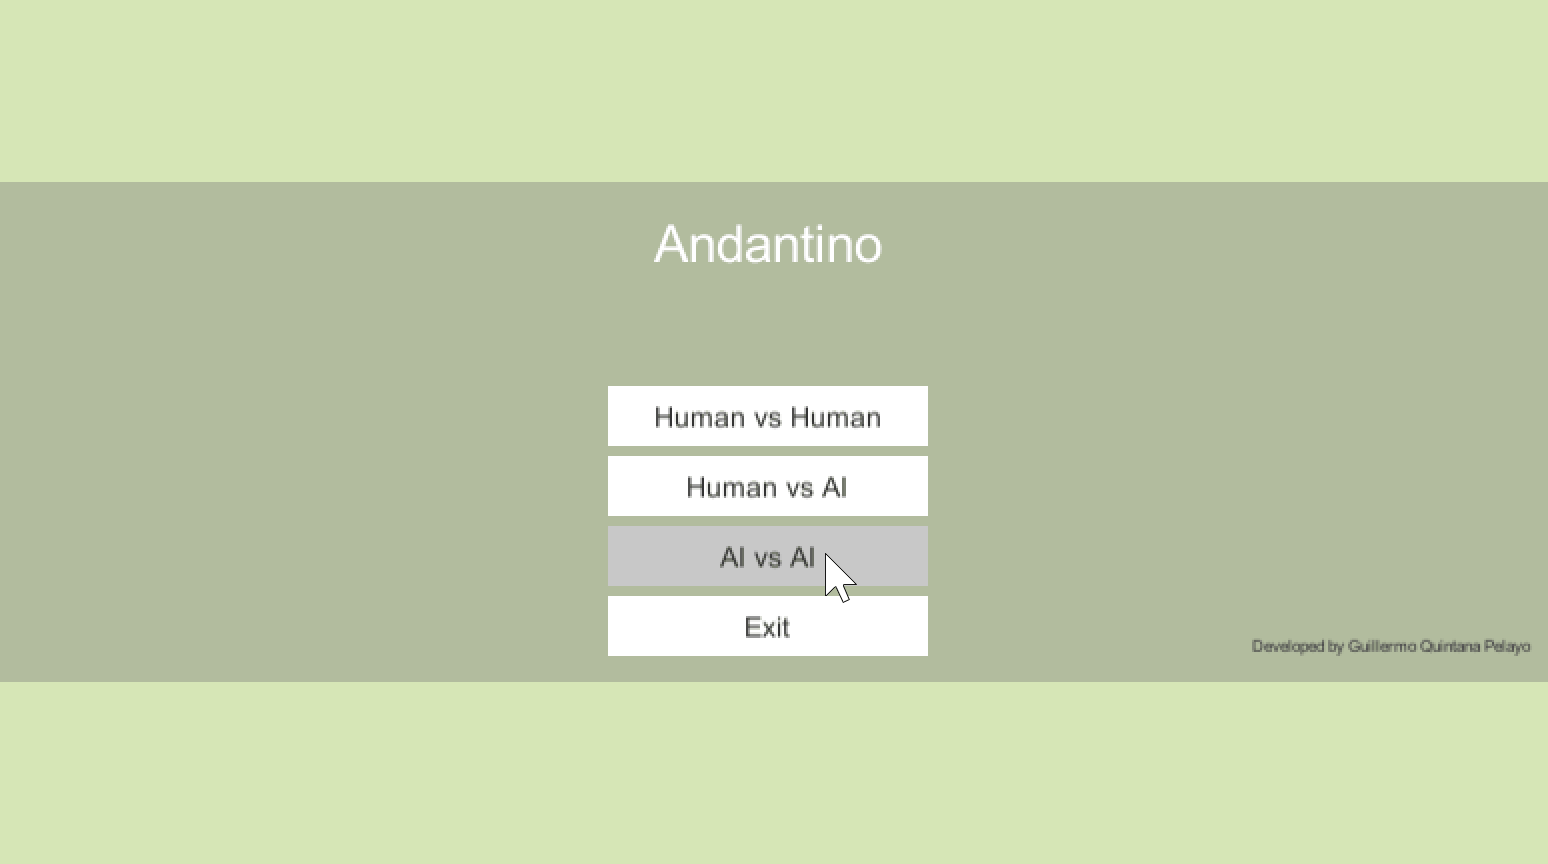 Andantino
Human vs Human
Human vs AI
AI vs AI
Exit
Developed by Guillermo Quintana Pelayo